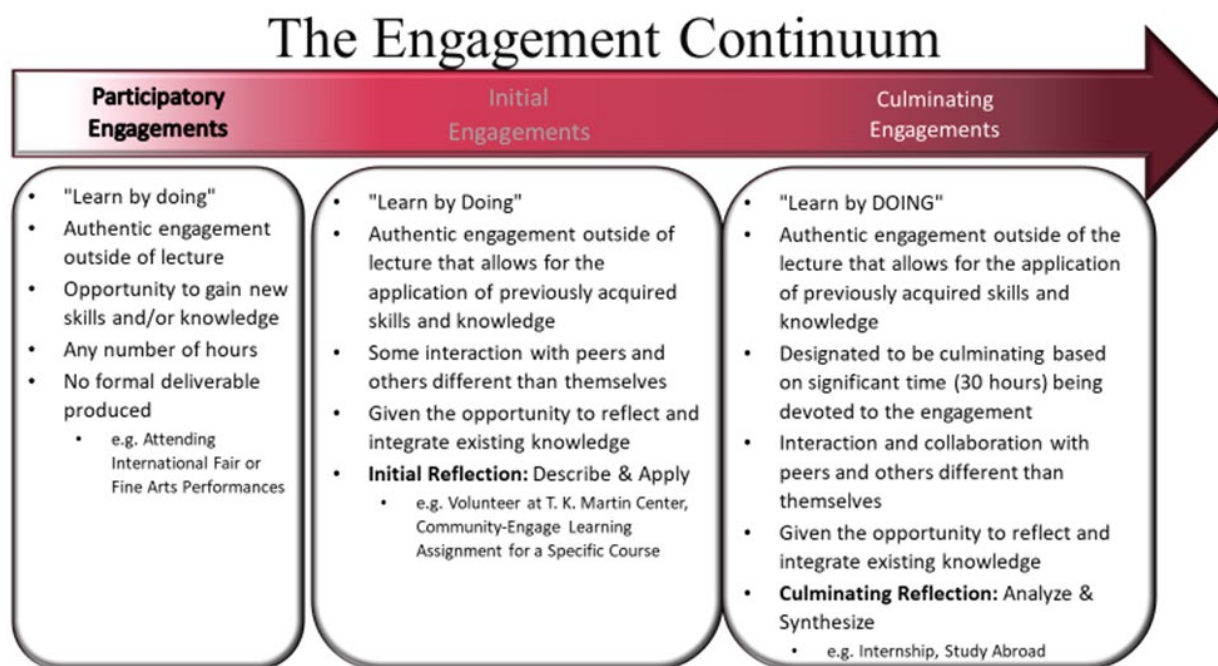 The Engagement Continuum
Participatory
Engagements
Initial
Engagements
Culminating
Engagements
• "Learn by doing"
• Authentic engagement
outside of lecture
• Opportunity to gain new
skills and/or knowledge
• Any number of hours
• No formal deliverable
produced
• e.g. Attending
International Fair or
Fine Arts Performances
• "Learn by Doing"
• Authentic engagement outside of
lecture that allows for the
application of previously acquired
skills and knowledge
• Some interaction with peers and
others different than themselves
• Given the opportunity to reflect and
integrate existing knowledge
• Initial Reflection: Describe & Apply
• e.g. Volunteer at T. K. Martin Center,
Community-Engage Learning
Assignment for a Specific Course
• "Learn by DOING"
• Authentic engagement outside of the
lecture that allows for the application
of previously acquired skills and
knowledge
• Designated to be culminating based
on significant time (30 hours) being
devoted to the engagement
• Interaction and collaboration with
peers and others different than
themselves
• Given the opportunity to reflect and
integrate existing knowledge
• Culminating Reflection: Analyze &
Synthesize
• e.g. Internship, Study Abroad